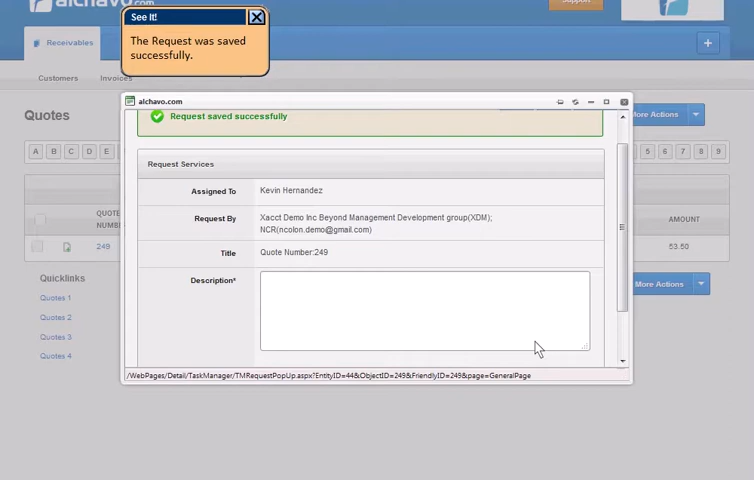 alchavo.com
Support
See It!
The Request was saved
successfully.
Receivables
+
Customers
Invoices
Quotes
More Actions
A B C D E
6 7 8 9
QUOTE
AMOUNT
249
53.50
Quicklinks
Quotes 1
Quotes 2
Quotes 3
Quotes 4
More Actions
alchavo.com
Request saved successfully
Request Services
Assigned To Kevin Hernandez
Request By Xacct Demo Inc Beyond Management Development group(XDM);
NCR(ncolon.demo@gmail.com)
Title Quote Number:249
Description*
/WebPages/Detail/TaskManager/TMRequestPopUp.aspx?EntityID=44&ObjectID=249&FriendlyID=249&page=GeneralPage